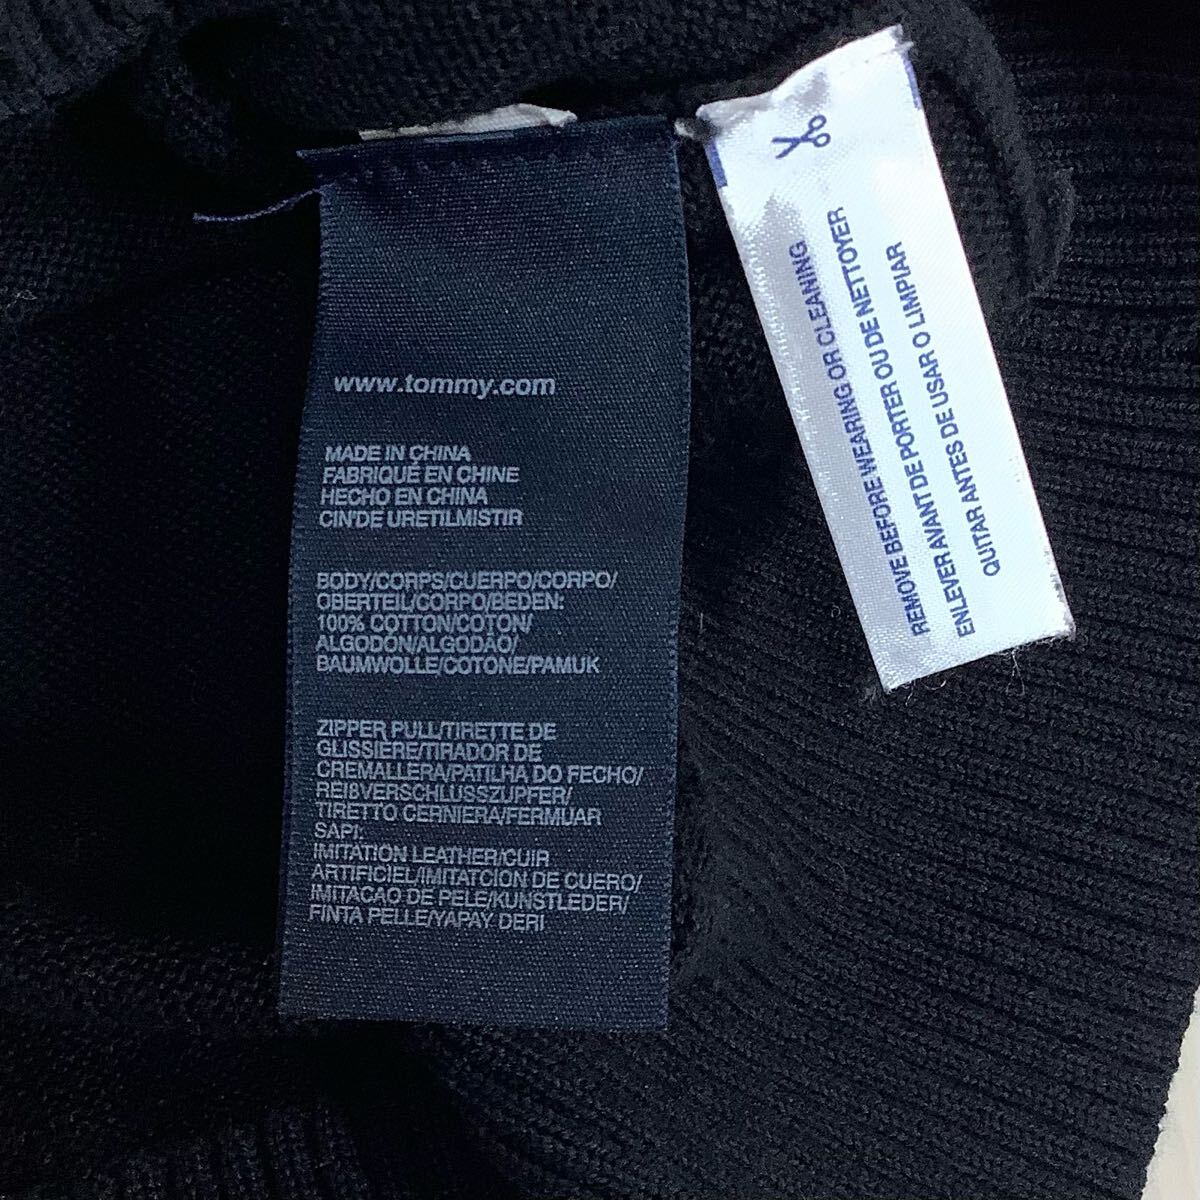 www.tommy.com
MADE IN CHINA
FABRIQUÉ EN CHINE
HECHO EN CHINA
CIN'DE URETILMISTIR
BODY/CORPS/CUERPO/CORPO/
OBERTEIL/CORPO/BEDEN:
100% COTTON/COTON/
ALGODÓN/ALGODÃO/
BAUMWOLLE/COTONE/PAMUK
ZIPPER PULL/TIRETTE DE
GLISSIERE/TIRADOR DE
CREMALLERA/PATILHA DO FECHO/
REIßVERSCHLUSSZUPFER/
TIRETTO CERNIERA/FERMUAR
SAPI:
IMITATION LEATHER/CUIR
ARTIFICIEL/IMITATCION DE CUERO/
IMITACAO DE PELE/KUNSTLEDER/
FINTA PELLE/YAPAY DERI
REMOVE BEFORE WEARING OR CLEANING
ENLEVER AVANT DE PORTER OU DE NETTOYER
QUITAR ANTES DE USAR O LIMPIAR